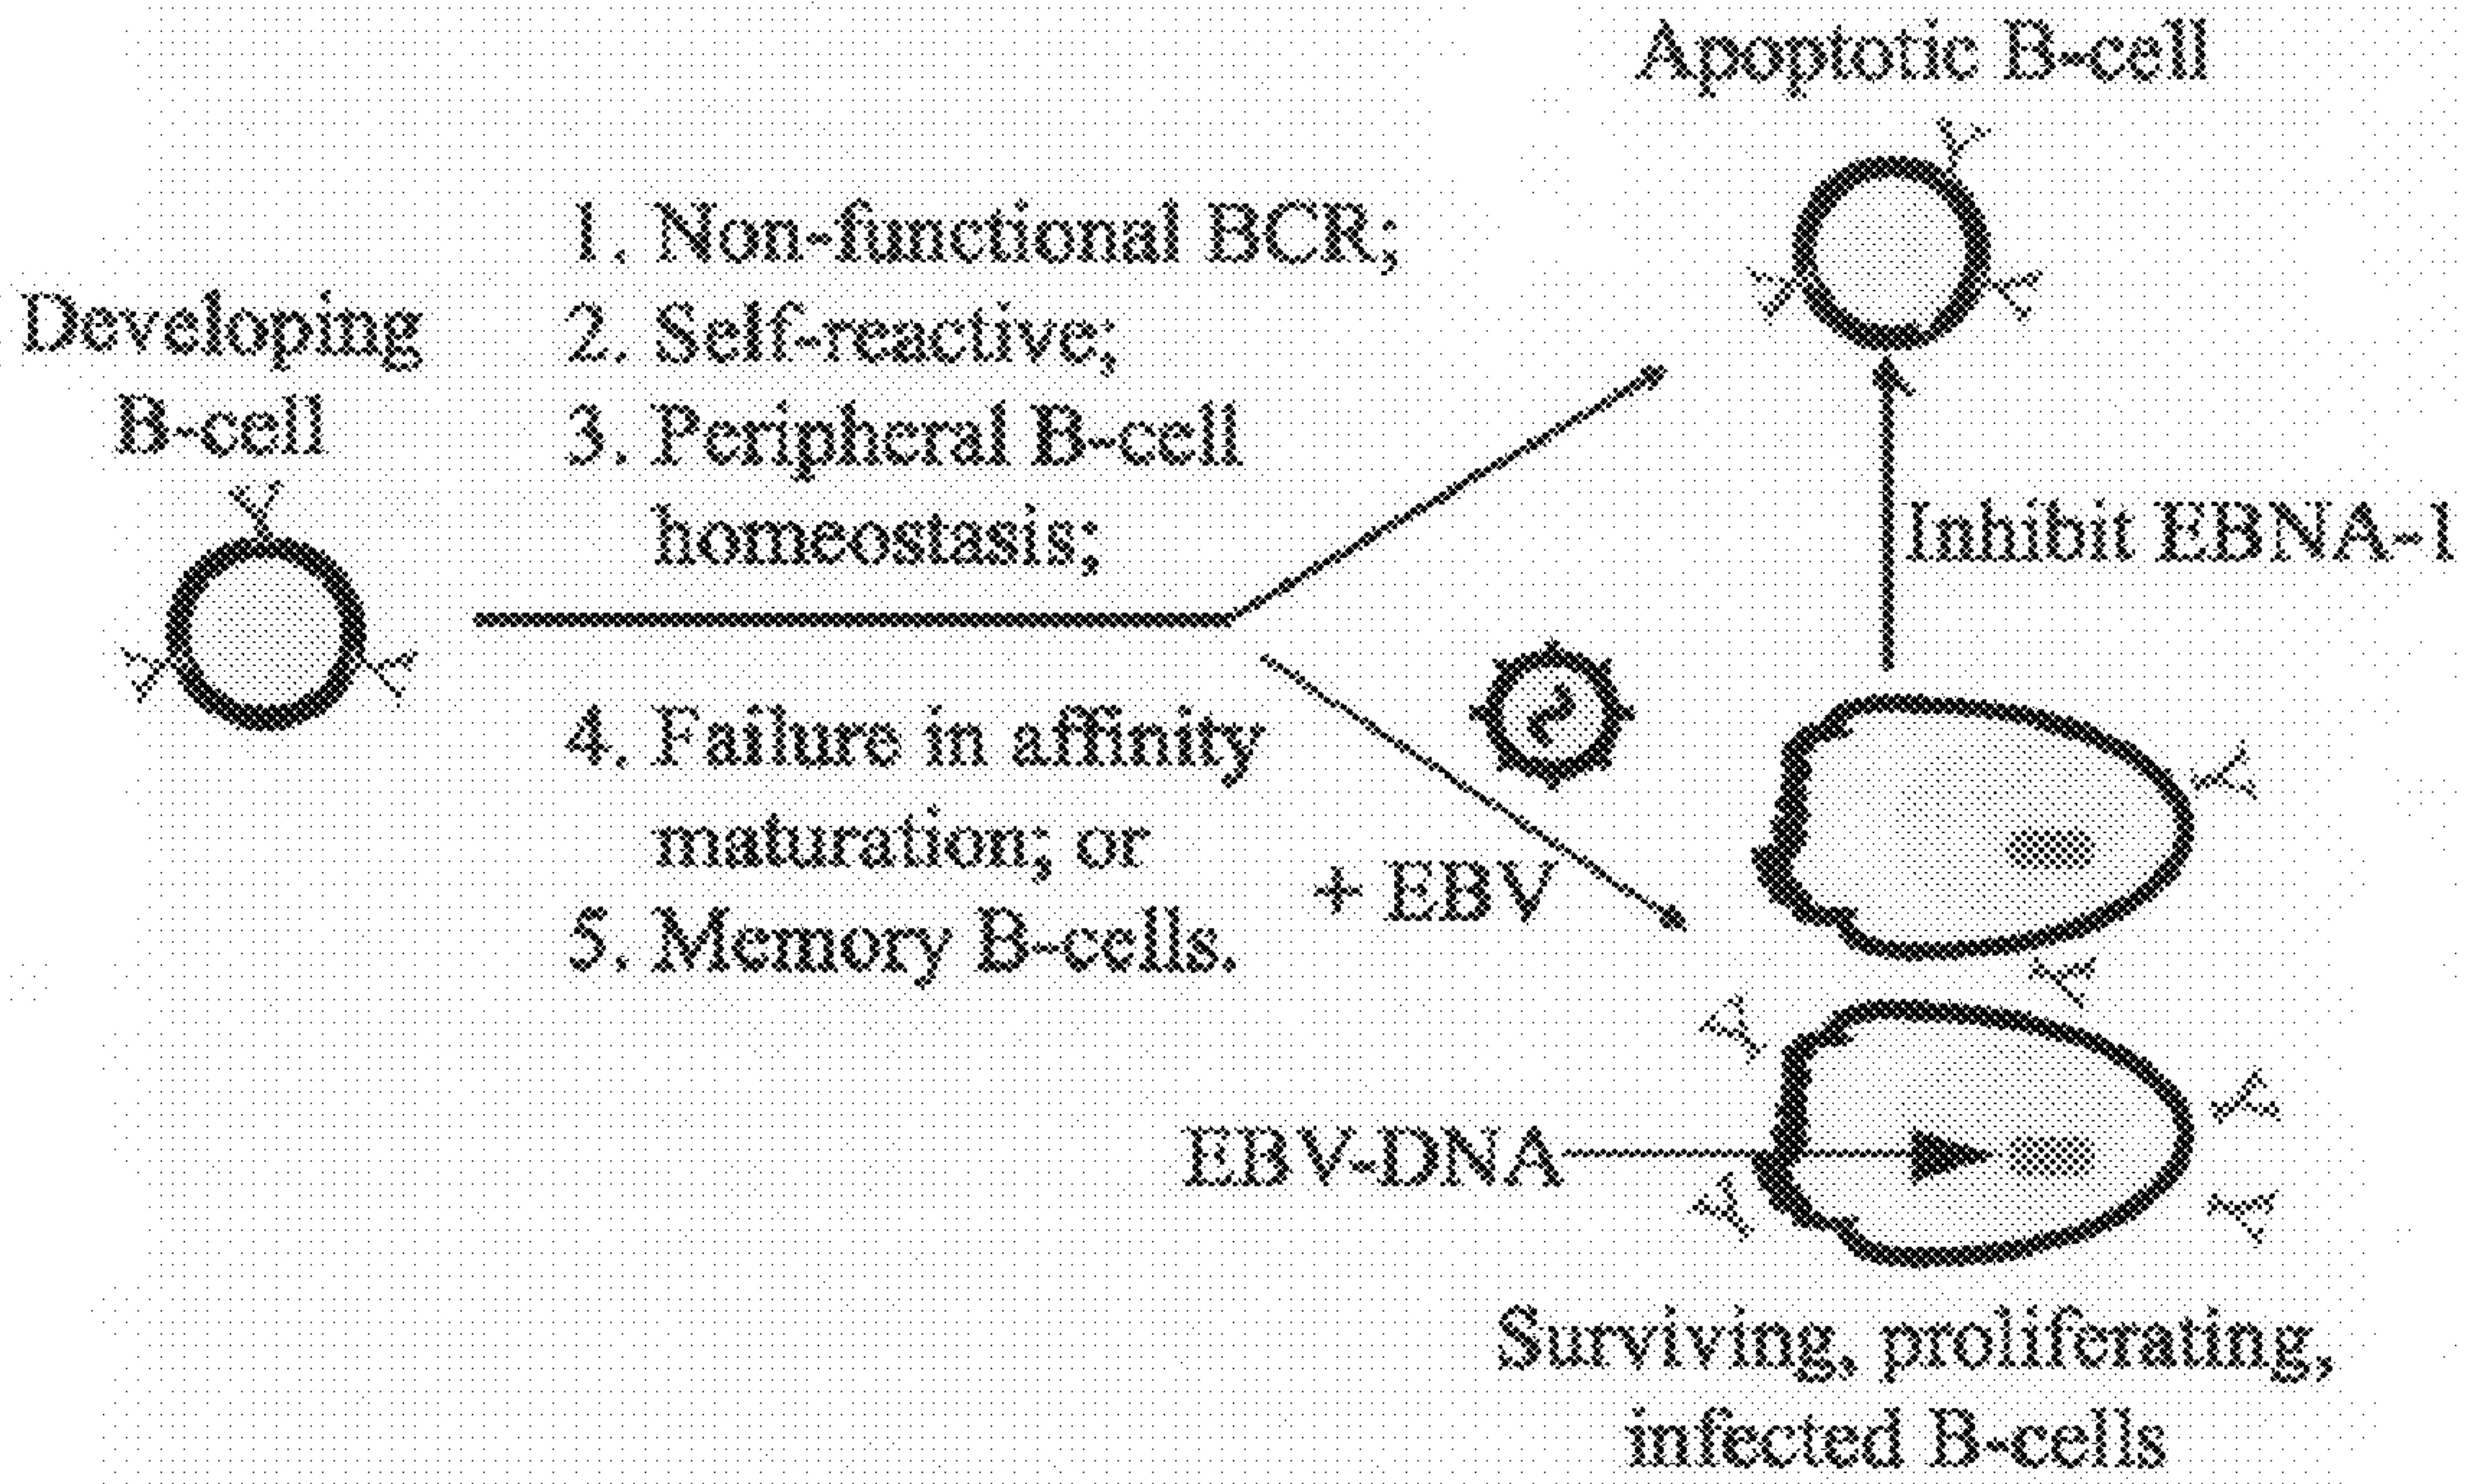 Apoptotic B-cell
Developing
B-cell
1. Non-functional BCR;
2. Self-reactive;
3. Peripheral B-cell
homeostasis;
Inhibit EBNA-1
4. Failure in affinity
maturation; or
5. Memory B-cells.
+ EBV
EBV-DNA
Surviving, proliferating,
infected B-cells